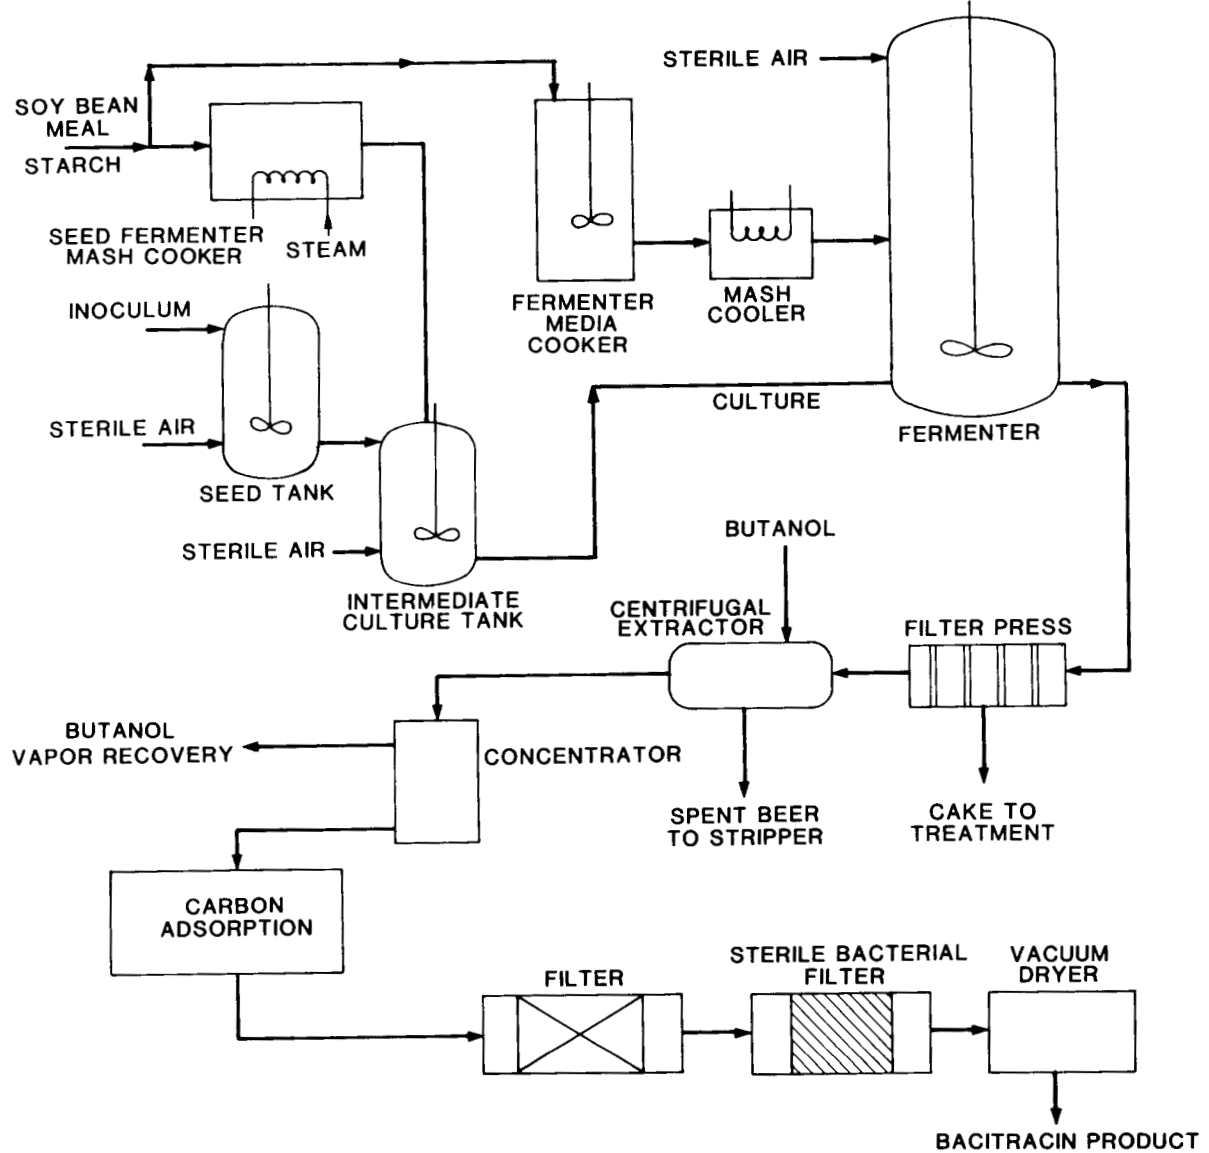 STERILE AIR
SOY BEAN
MEAL
STARCH
SEED FERMENTER
MASH COOKER
STEAM
INOCULUM
FERMENTER
MEDIA
COOKER
MASH
COOLER
STERILE AIR
SEED TANK
CULTURE
FERMENTER
STERILE AIR
INTERMEDIATE
CULTURE TANK
BUTANOL
CENTRIFUGAL
EXTRACTOR
FILTER PRESS
BUTANOL
VAPOR RECOVERY
CONCENTRATOR
SPENT BEER
TO STRIPPER
CAKE TO
TREATMENT
CARBON
ADSORPTION
FILTER
STERILE BACTERIAL
FILTER
VACUUM
DRYER
BACITRACIN PRODUCT